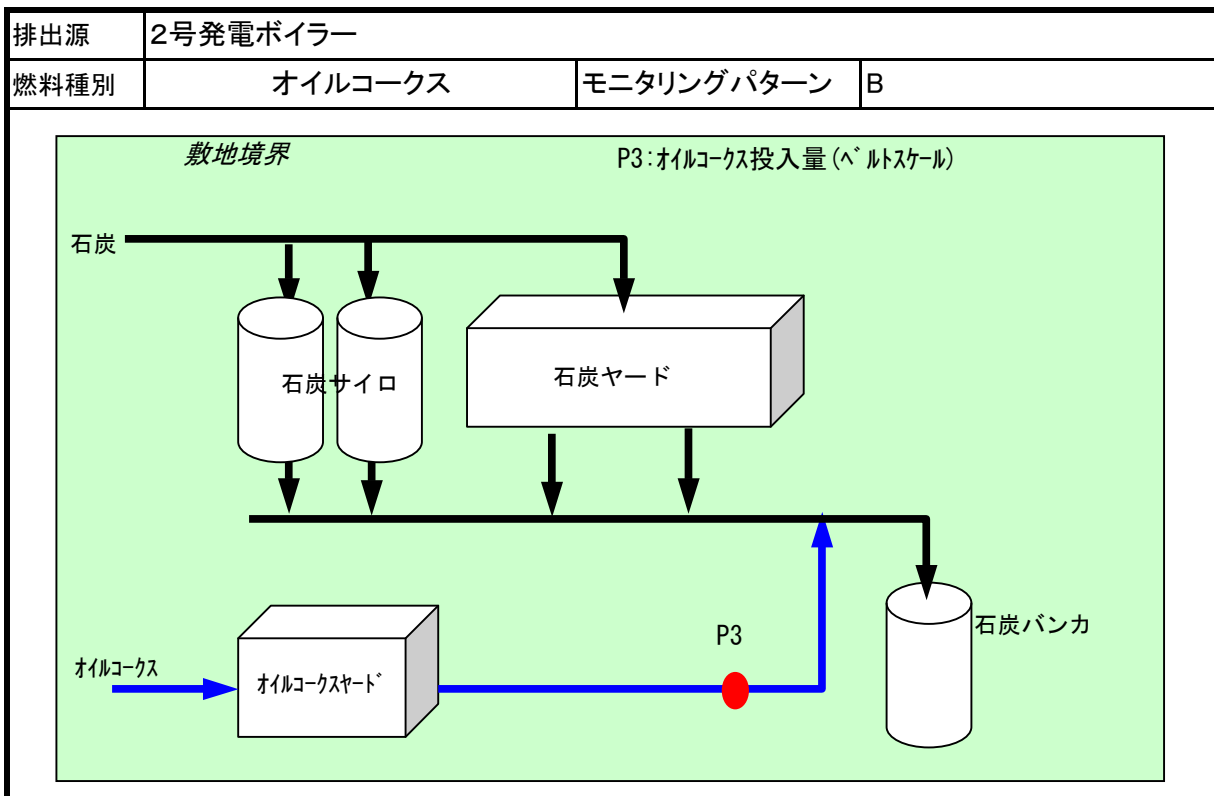 排出源 ２号発電ボイラー
燃料種別 オイルコークス モニタリングパターン B
敷地境界 P3：ｵｲﾙｺｰｸｽ投入量(ﾍﾞﾙﾄｽｹｰﾙ)
石炭
石炭サイロ
石炭ヤード
P3
石炭バンカ
ｵｲﾙｺｰｸｽ
ｵｲﾙｺｰｸｽﾔｰﾄﾞ